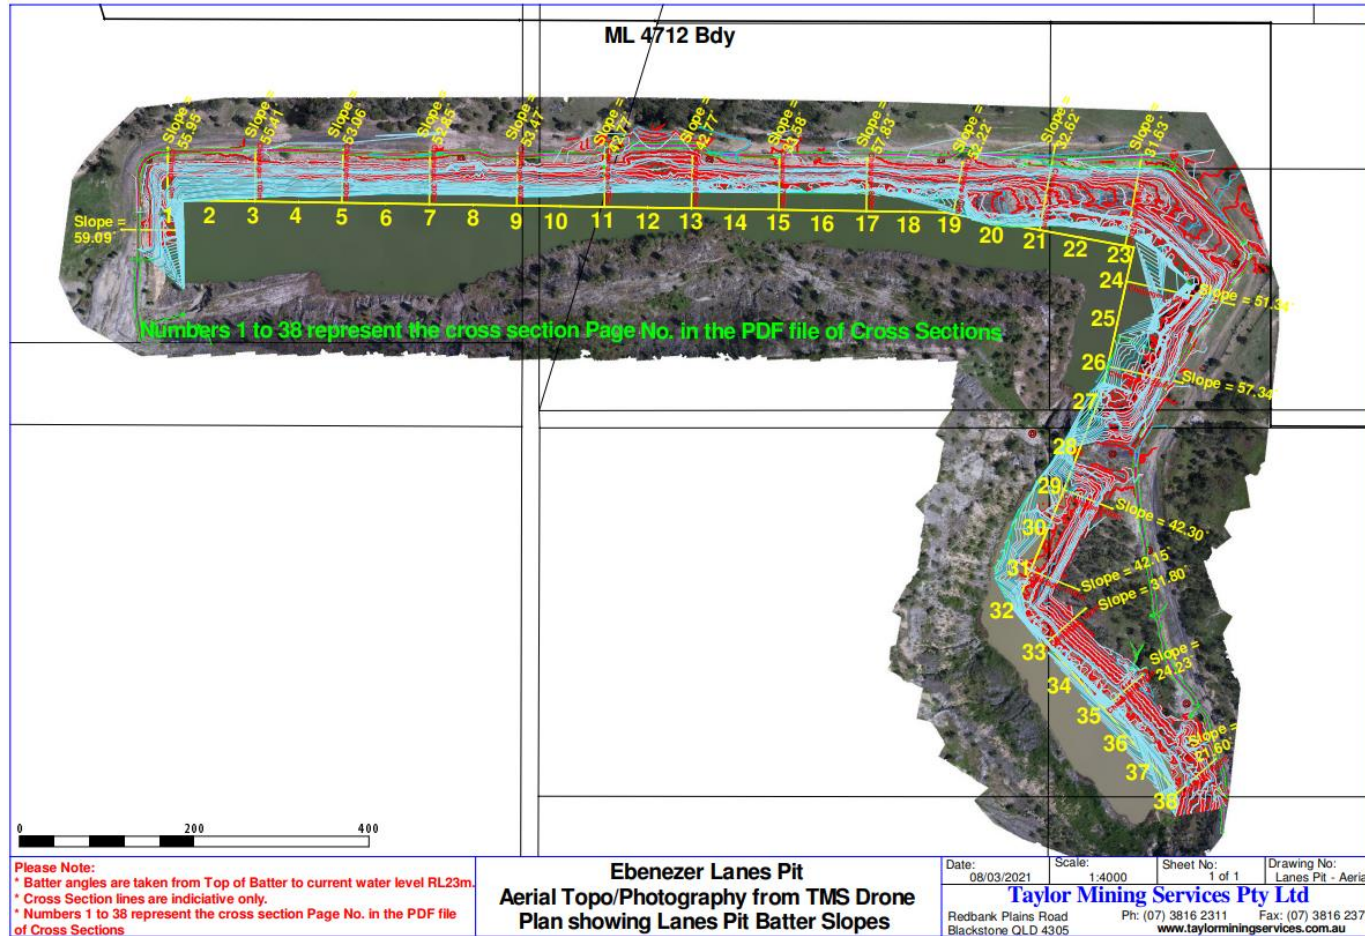 ML 4712 Bdy
Slope =
55.95°
Slope =
55.41°
Slope =
53.06°
Slope =
52.85°
Slope =
53.47°
Slope =
42.77°
Slope =
42.77°
Slope =
Slope =
57.83°
Slope =
52.22°
Slope =
32.62°
Slope =
31.63°
Slope =
59.09°
1 2 3 4 5 6 7 8 9 10 11 12 13 14 15 16 17 18 19 20 21 22 23
24
Slope = 51.34°
25
26
Slope = 57.34°
27
28
29
Slope = 42.30°
30
31
Slope = 42.15°
Slope = 31.80°
32
33
Slope =
24.23°
34
35
36
Slope =
21.60°
37
38
Numbers 1 to 38 represent the cross section Page No. in the PDF file of Cross Sections
0 200 400
Please Note:
* Batter angles are taken from Top of Batter to current water level RL23m.
* Cross Section lines are indiciative only.
* Numbers 1 to 38 represent the cross section Page No. in the PDF file
of Cross Sections
Ebenezer Lanes Pit
Aerial Topo/Photography from TMS Drone
Plan showing Lanes Pit Batter Slopes
Date:
08/03/2021
Scale:
1:4000
Sheet No:
1 of 1
Drawing No:
Lanes Pit - Aeria
Taylor Mining Services Pty Ltd
Redbank Plains Road
Blackstone QLD 4305
Ph: (07) 3816 2311 Fax: (07) 3816 237
www.taylorminingservices.com.au